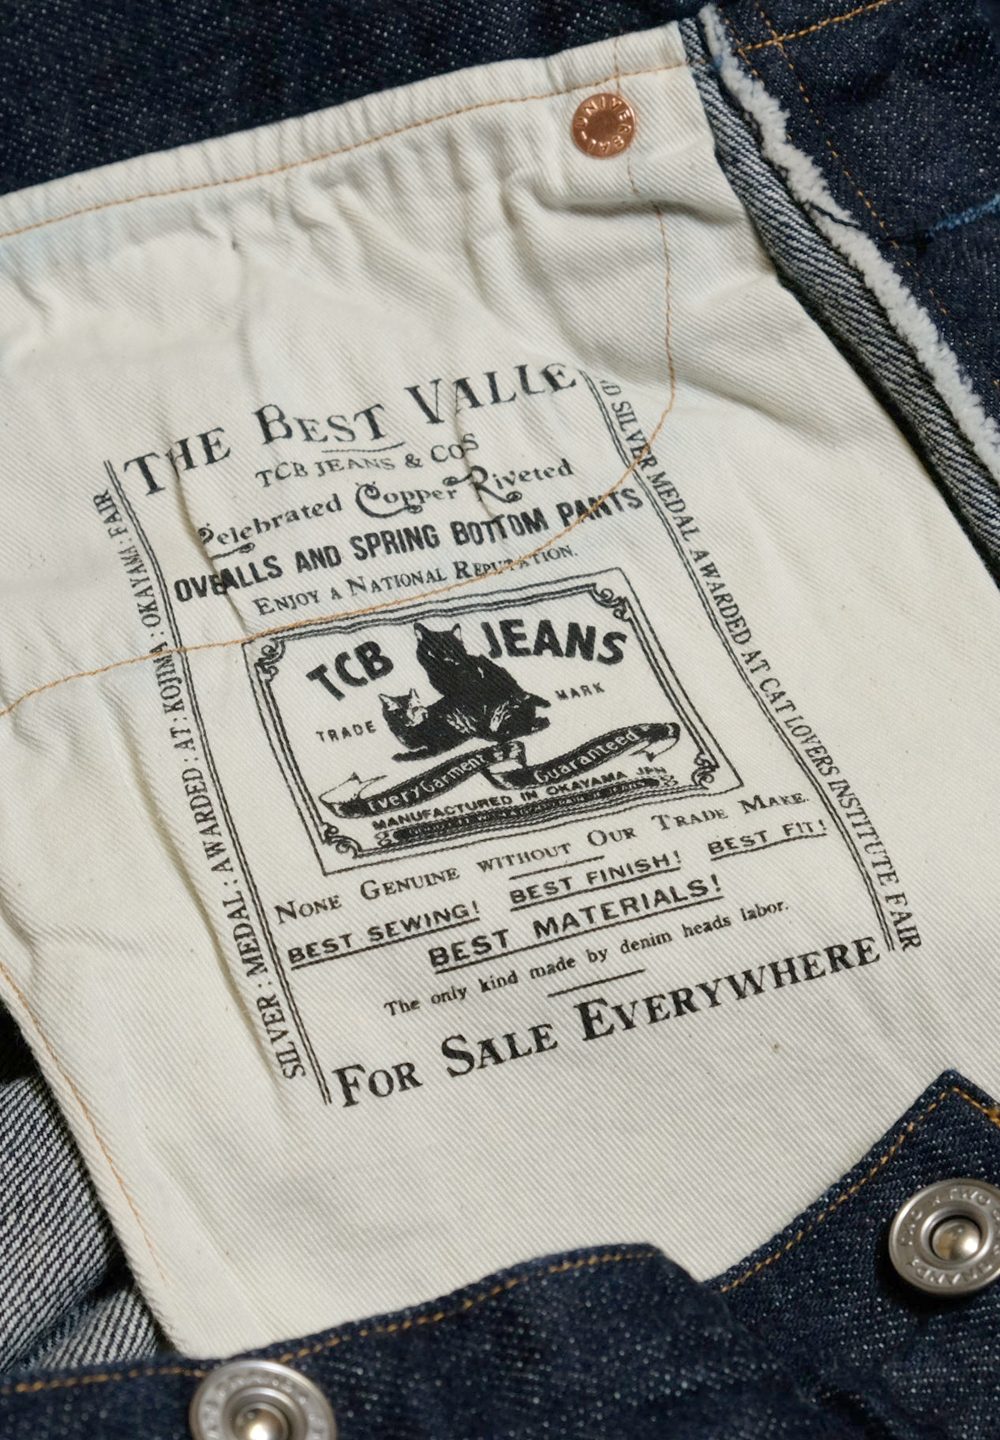 UNIVERSAL
THE BEST VALUE
TCB JEANS & COS
Celebrated Copper Riveted
OVERALLS AND SPRING BOTTOM PANTS
ENJOY A NATIONAL REPUTATION.
TCB JEANS
TRADE MARK
Every Garment Guaranteed
MANUFACTURED IN OKAYAMA JPN
NONE GENUINE WITHOUT OUR TRADE MAKE.
BEST SEWING! BEST FINISH! BEST FIT!
BEST MATERIALS!
The only kind made by denim heads labor.
FOR SALE EVERYWHERE
SILVER : MEDAL : AWARDED : AT : KOJIMA : OKAYAMA : FAIR
SILVER MEDAL AWARDED AT CAT LOVERS INSTITUTE FAIR